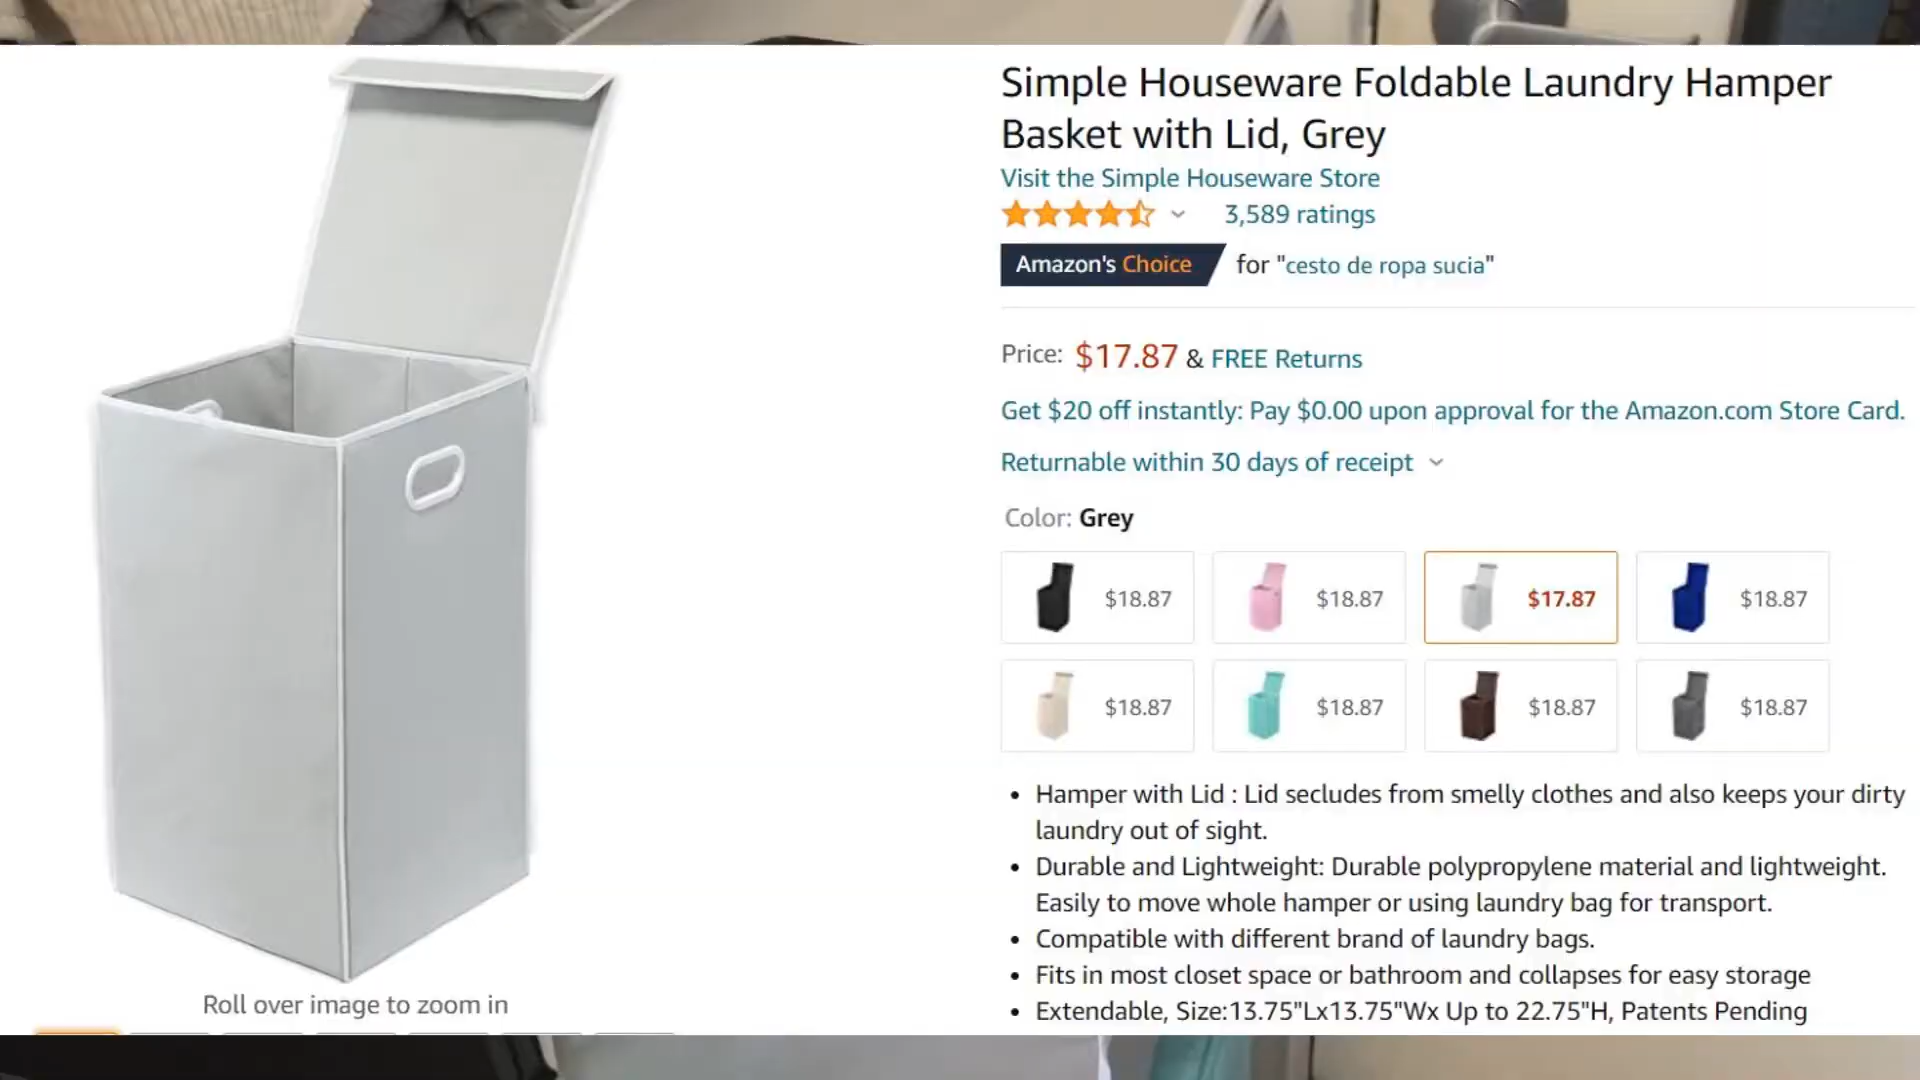 Simple Houseware Foldable Laundry Hamper
Basket with Lid, Grey
Visit the Simple Houseware Store
3,589 ratings
Amazon's Choice for "cesto de ropa sucia"
Price: $17.87 & FREE Returns
Get $20 off instantly: Pay $0.00 upon approval for the Amazon.com Store Card.
Returnable within 30 days of receipt
Color: Grey
$18.87 $18.87 $17.87 $18.87
$18.87 $18.87 $18.87 $18.87
• Hamper with Lid : Lid secludes from smelly clothes and also keeps your dirty
laundry out of sight.
• Durable and Lightweight: Durable polypropylene material and lightweight.
Easily to move whole hamper or using laundry bag for transport.
• Compatible with different brand of laundry bags.
• Fits in most closet space or bathroom and collapses for easy storage
• Extendable, Size:13.75"Lx13.75"Wx Up to 22.75"H, Patents Pending
Roll over image to zoom in